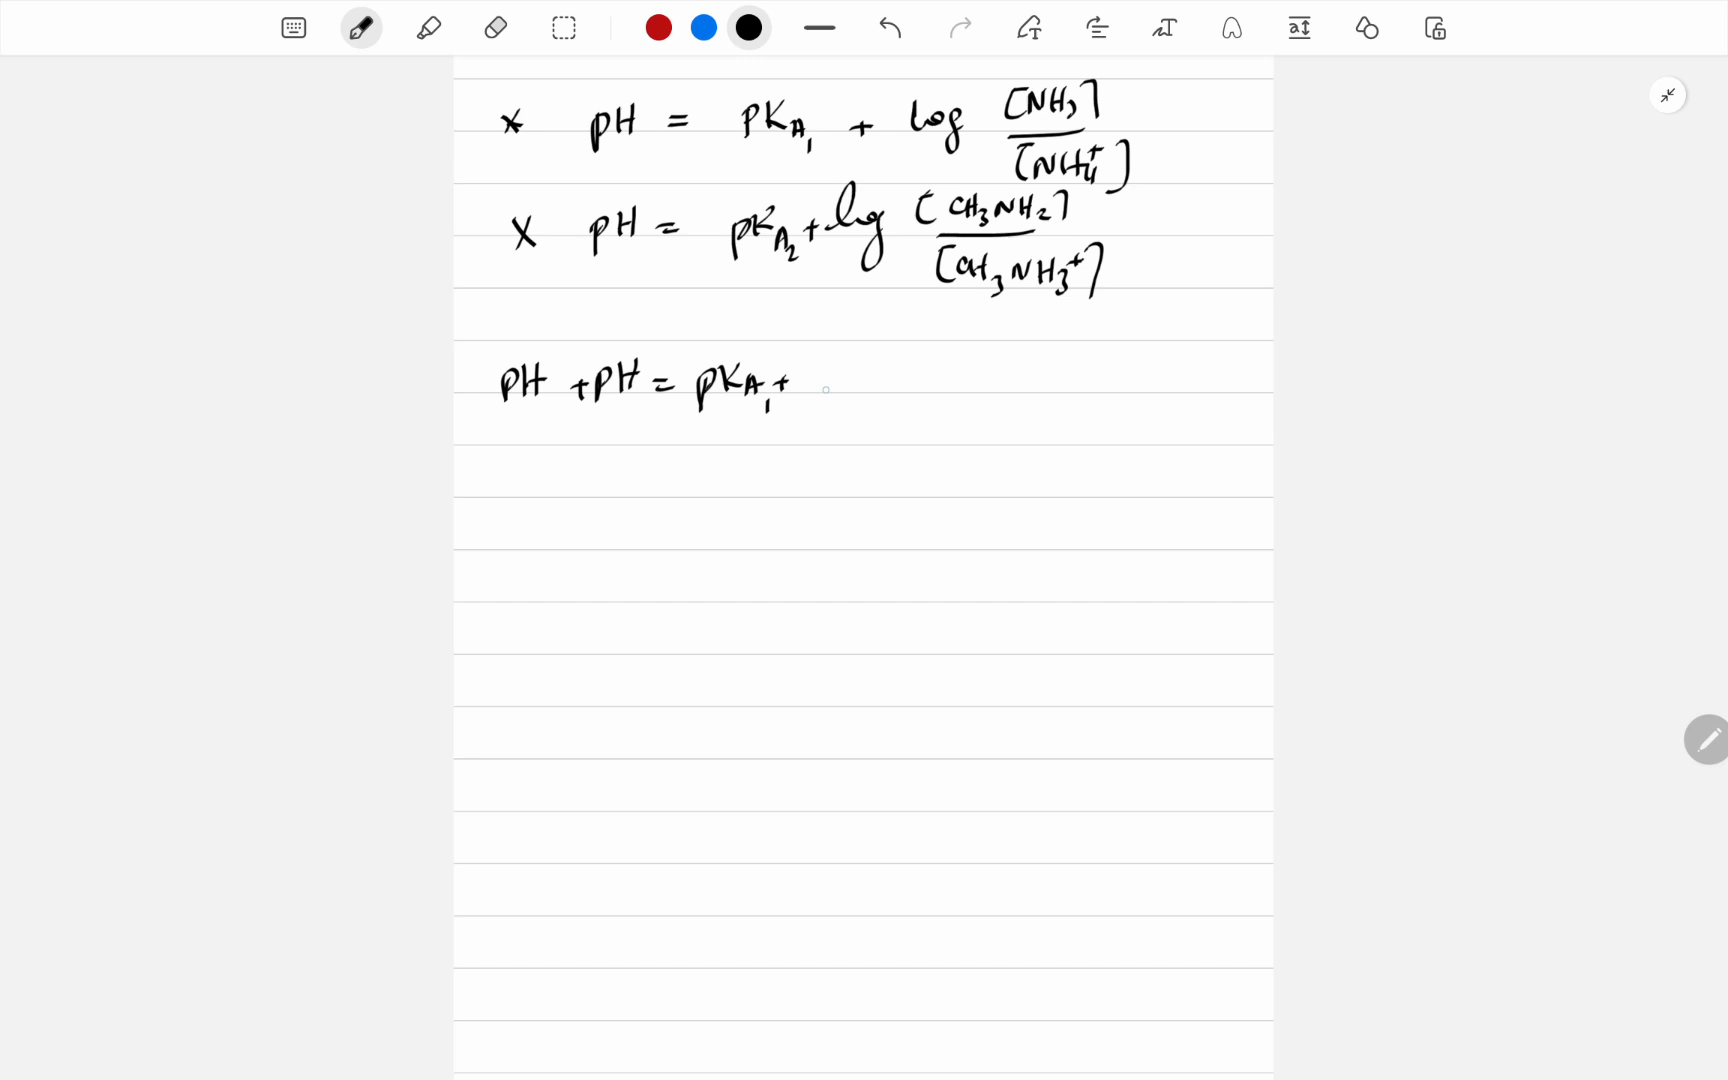 × pH = PKA1 + log [NH3] / [NH4+]
× pH = pKA2 + log [CH3NH2] / [CH3NH3+]
pH + pH = pKA1 +